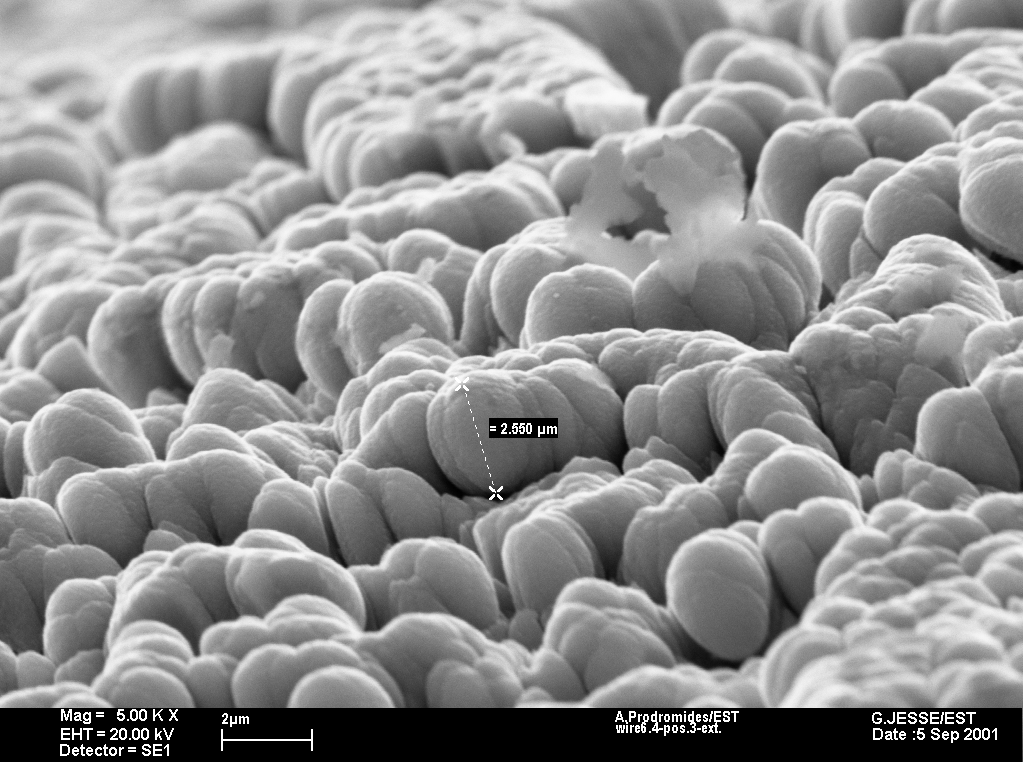 = 2.550 µm
Mag = 5.00 K X
EHT = 20.00 kV
Detector = SE1
2µm
A.Prodromides/EST
wire6.4-pos.3-ext.
G.JESSE/EST
Date :5 Sep 2001